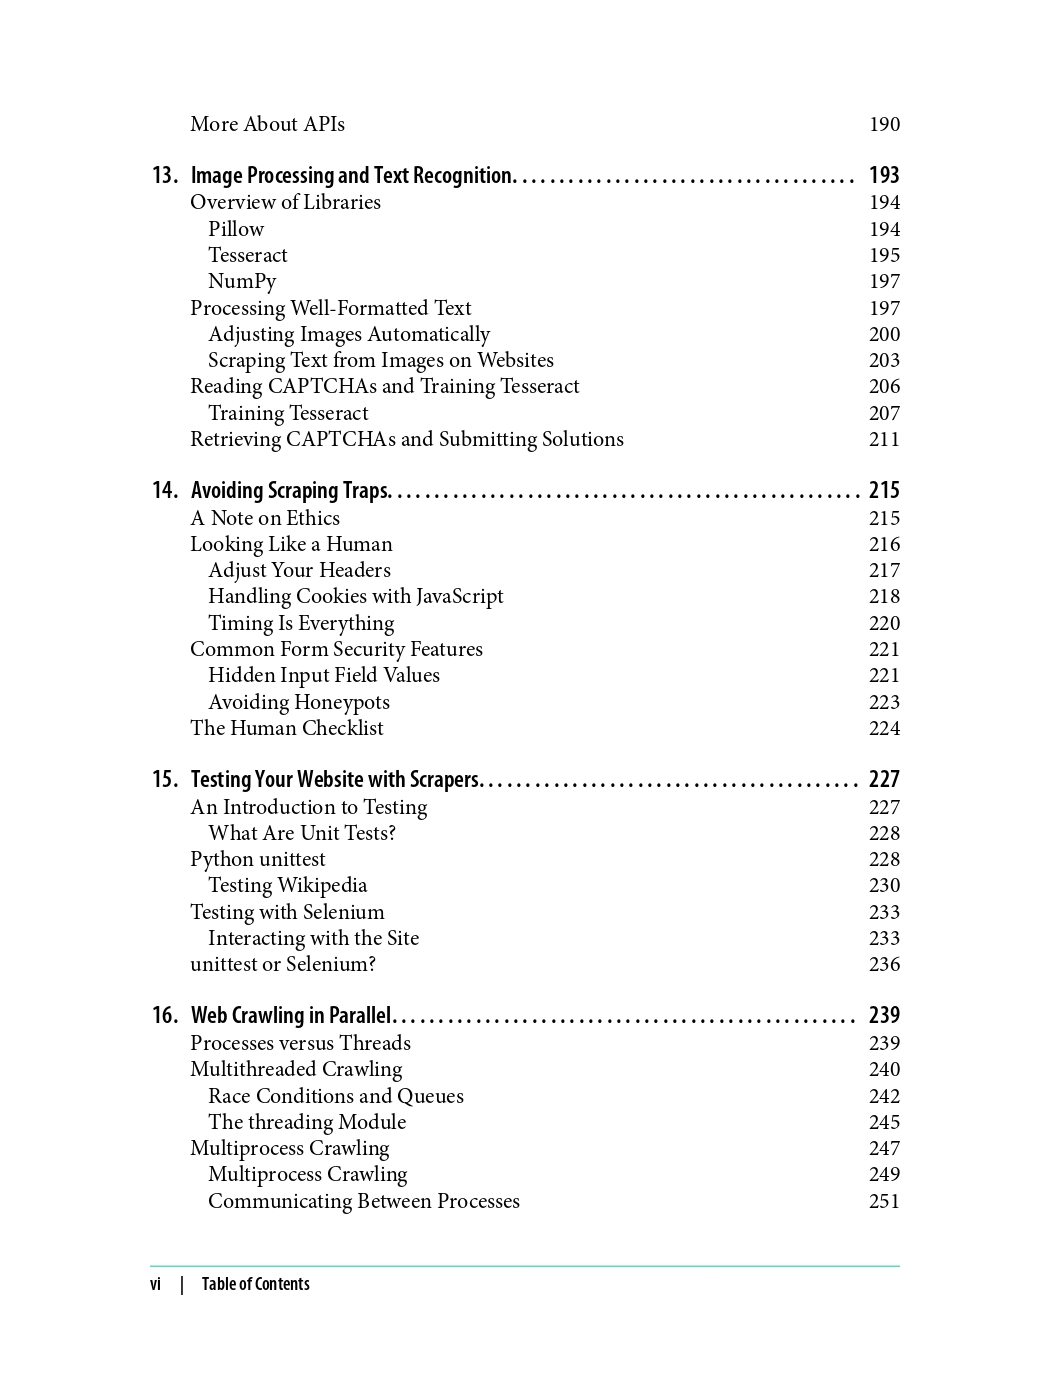 More About APIs 190
13. Image Processing and Text Recognition. . . . . . . . . . . . . . . . . . . . . . . . . . . . . . . . . . . . . 193
Overview of Libraries 194
Pillow 194
Tesseract 195
NumPy 197
Processing Well-Formatted Text 197
Adjusting Images Automatically 200
Scraping Text from Images on Websites 203
Reading CAPTCHAs and Training Tesseract 206
Training Tesseract 207
Retrieving CAPTCHAs and Submitting Solutions 211
14. Avoiding Scraping Traps. . . . . . . . . . . . . . . . . . . . . . . . . . . . . . . . . . . . . . . . . . . . . . . . . . . 215
A Note on Ethics 215
Looking Like a Human 216
Adjust Your Headers 217
Handling Cookies with JavaScript 218
Timing Is Everything 220
Common Form Security Features 221
Hidden Input Field Values 221
Avoiding Honeypots 223
The Human Checklist 224
15. Testing Your Website with Scrapers. . . . . . . . . . . . . . . . . . . . . . . . . . . . . . . . . . . . . . . . . 227
An Introduction to Testing 227
What Are Unit Tests? 228
Python unittest 228
Testing Wikipedia 230
Testing with Selenium 233
Interacting with the Site 233
unittest or Selenium? 236
16. Web Crawling in Parallel. . . . . . . . . . . . . . . . . . . . . . . . . . . . . . . . . . . . . . . . . . . . . . . . . . 239
Processes versus Threads 239
Multithreaded Crawling 240
Race Conditions and Queues 242
The threading Module 245
Multiprocess Crawling 247
Multiprocess Crawling 249
Communicating Between Processes 251
vi | Table of Contents